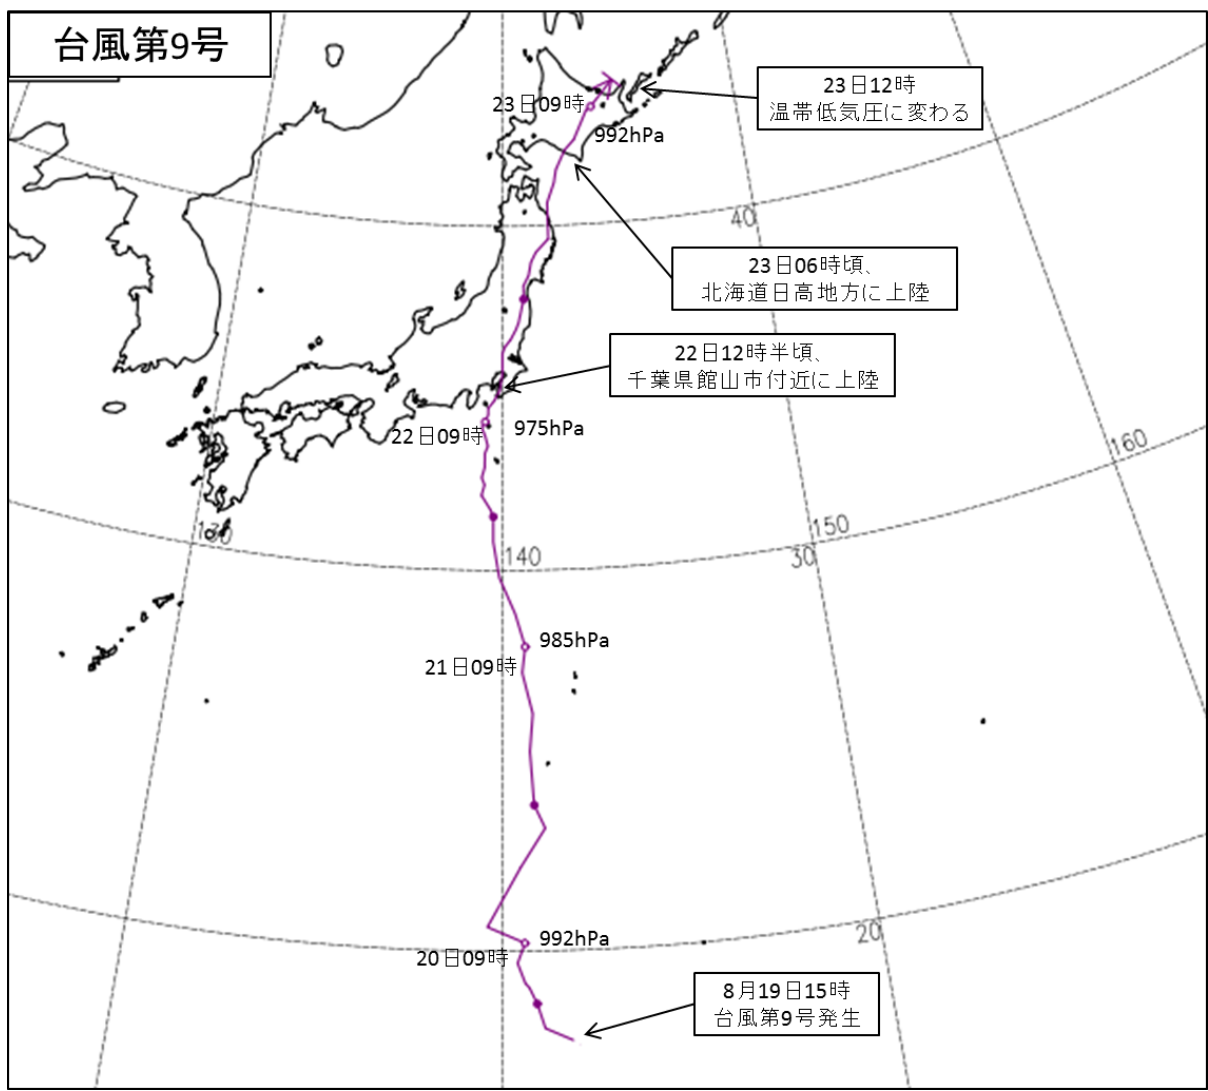 台風第9号
23日12時
温帯低気圧に変わる
23日09時
992hPa
40
23日06時頃、
北海道日高地方に上陸
22日12時半頃、
千葉県館山市付近に上陸
22日09時
975hPa
160
130
140
150
30
985hPa
21日09時
992hPa
20日09時
20
8月19日15時
台風第9号発生